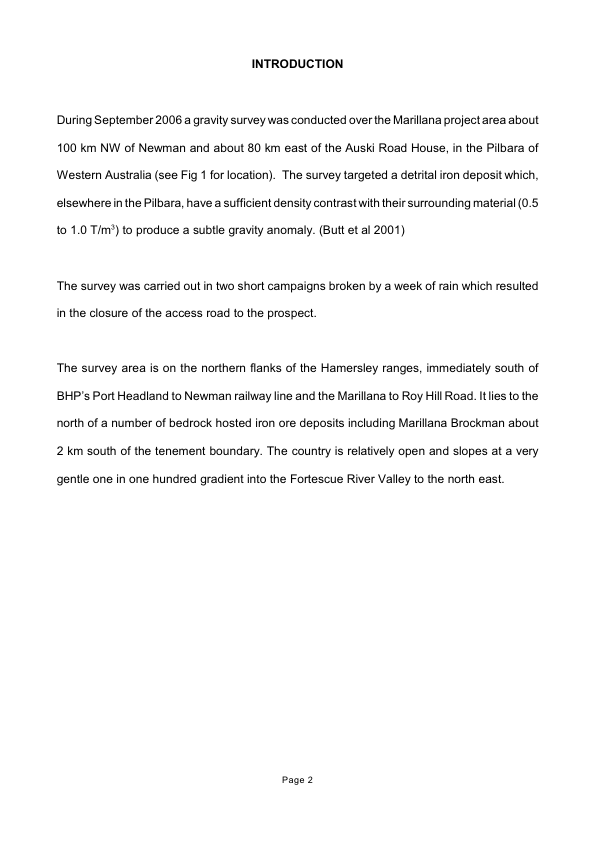 INTRODUCTION
During September 2006 a gravity survey was conducted over the Marillana project area about
100 km NW of Newman and about 80 km east of the Auski Road House, in the Pilbara of
Western Australia (see Fig 1 for location).  The survey targeted a detrital iron deposit which,
elsewhere in the Pilbara, have a sufficient density contrast with their surrounding material (0.5
to 1.0 T/m³) to produce a subtle gravity anomaly. (Butt et al 2001)
The survey was carried out in two short campaigns broken by a week of rain which resulted
in the closure of the access road to the prospect.
The survey area is on the northern flanks of the Hamersley ranges, immediately south of
BHP's Port Headland to Newman railway line and the Marillana to Roy Hill Road. It lies to the
north of a number of bedrock hosted iron ore deposits including Marillana Brockman about
2 km south of the tenement boundary. The country is relatively open and slopes at a very
gentle one in one hundred gradient into the Fortescue River Valley to the north east.
Page 2